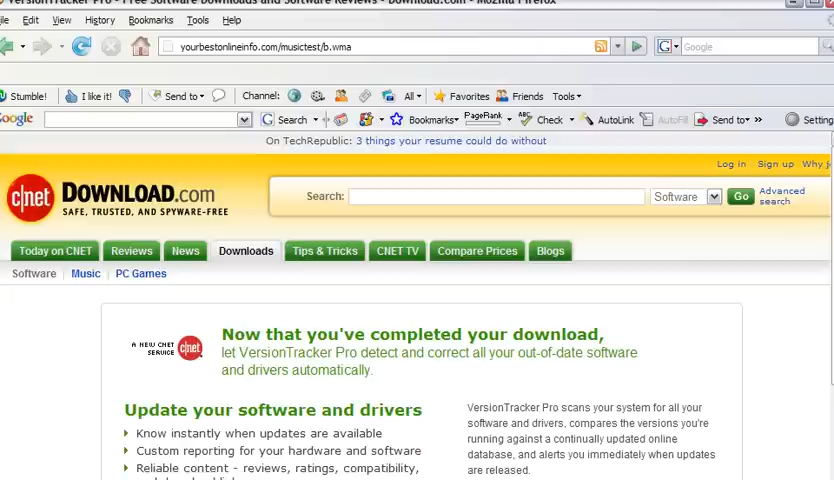 VersionTracker Pro - Free Software Downloads and Software Reviews - Download.com - Mozilla Firefox
File Edit View History Bookmarks Tools Help
yourbestonlineinfo.com/musictest/b.wma
Google
Stumble! I like it! Send to Channel: All Favorites Friends Tools
Google Search PageRank Bookmarks Check AutoLink AutoFill Send to Setting
On TechRepublic: 3 things your resume could do without
Log in Sign up Why j
c|net DOWNLOAD.COM
SAFE, TRUSTED, AND SPYWARE-FREE
Search: Software Go Advanced search
Today on CNET Reviews News Downloads Tips & Tricks CNET TV Compare Prices Blogs
Software Music PC Games
A NEW CNET SERVICE c|net
Now that you've completed your download,
let VersionTracker Pro detect and correct all your out-of-date software
and drivers automatically.
Update your software and drivers
Know instantly when updates are available
Custom reporting for your hardware and software
Reliable content - reviews, ratings, compatibility,
VersionTracker Pro scans your system for all your
software and drivers, compares the versions you're
running against a continually updated online
database, and alerts you immediately when updates
are released.